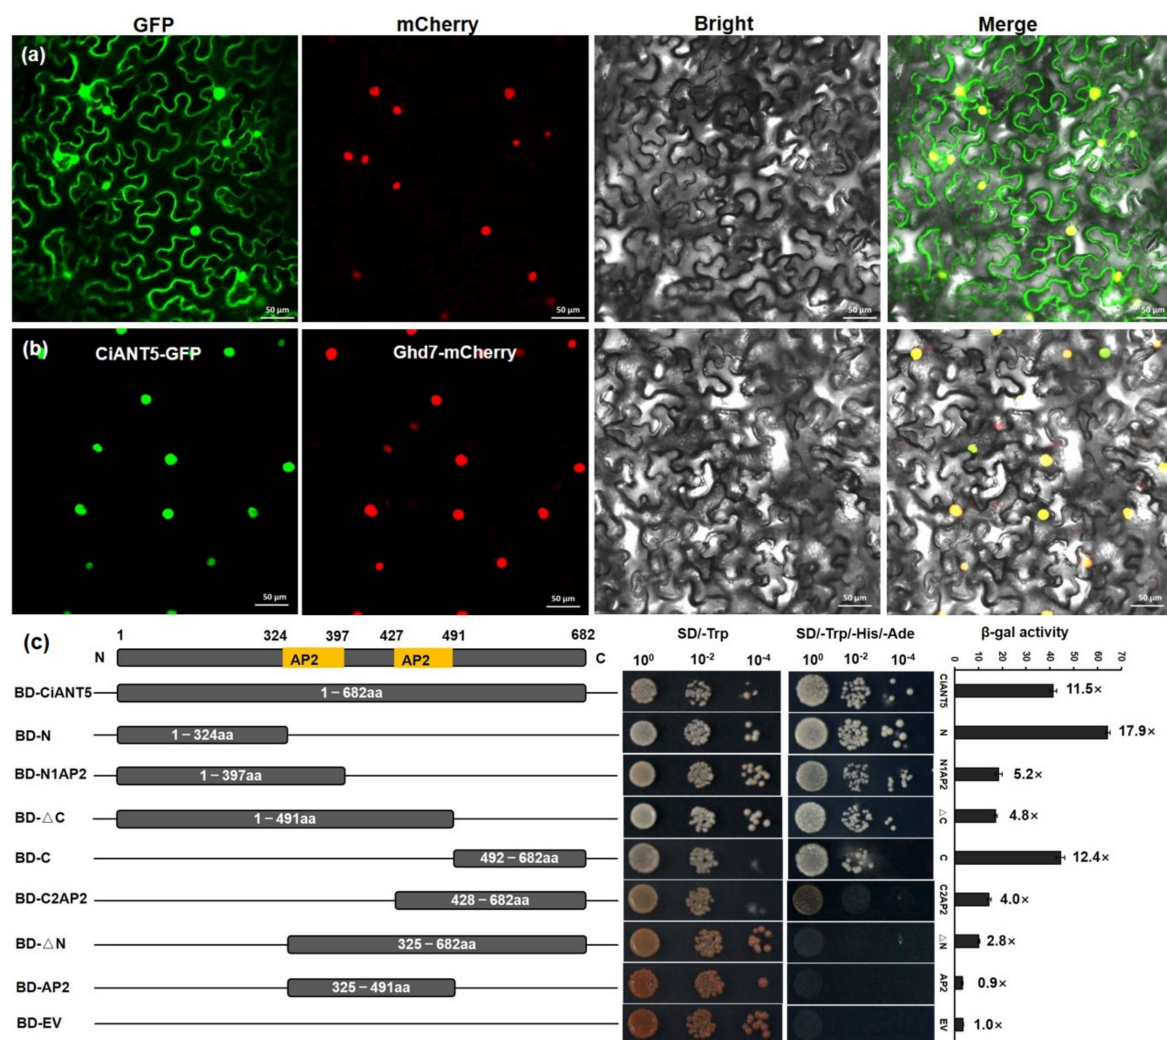 GFP mCherry Bright Merge
(a)
50 μm 50 μm 50 μm 50 μm
(b) CiANT5-GFP Ghd7-mCherry
50 μm 50 μm 50 μm 50 μm
(c) 1 324 397 427 491 682 SD/-Trp SD/-Trp/-His/-Ade β-gal activity
N AP2 AP2 C 10⁰ 10⁻² 10⁻⁴ 10⁰ 10⁻² 10⁻⁴ 0 10 20 30 40 50 60 70
BD-CiANT5 1−682aa CiANT5 11.5×
BD-N 1−324aa N 17.9×
BD-N1AP2 1−397aa N1AP2 5.2×
BD-△C 1−491aa △C 4.8×
BD-C 492−682aa C 12.4×
BD-C2AP2 428−682aa C2AP2 4.0×
BD-△N 325−682aa △N 2.8×
BD-AP2 325−491aa AP2 0.9×
BD-EV EV 1.0×